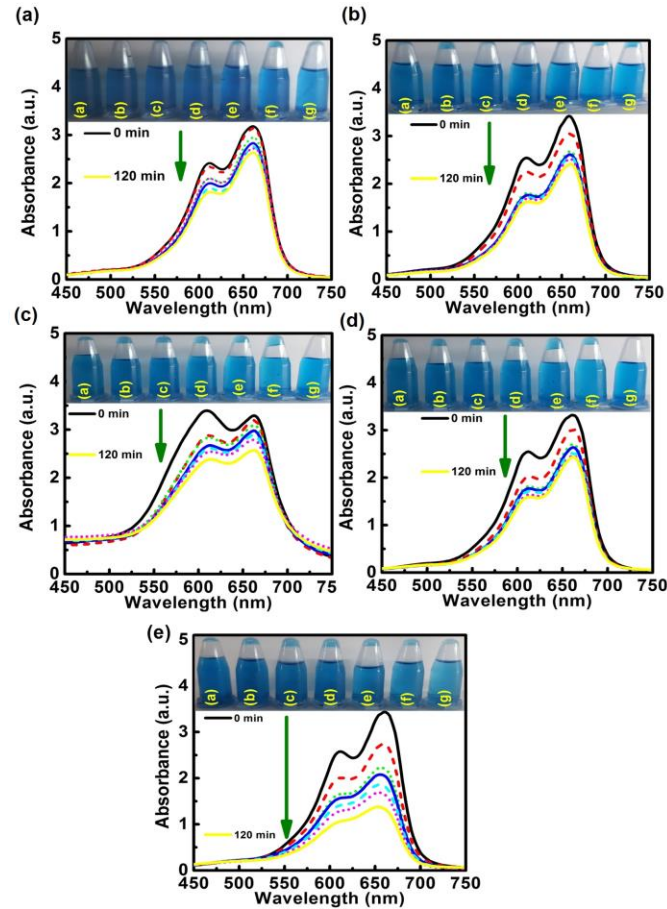 (a)
5
4
3
2
1
0
(a) (b) (c) (d) (e) (f) (g)
0 min
120 min
Absorbance (a.u.)
450 500 550 600 650 700 750
Wavelength (nm)
(b)
5
4
3
2
1
0
(a) (b) (c) (d) (e) (f) (g)
0 min
120 min
Absorbance (a.u.)
450 500 550 600 650 700 750
Wavelength (nm)
(c)
5
4
3
2
1
0
(a) (b) (c) (d) (e) (f) (g)
0 min
120 min
Absorbance (a.u.)
450 500 550 600 650 700 750
Wavelength (nm)
(d)
5
4
3
2
1
0
(a) (b) (c) (d) (e) (f) (g)
0 min
120 min
Absorbance (a.u.)
450 500 550 600 650 700 750
Wavelength (nm)
(e)
5
4
3
2
1
0
(a) (b) (c) (d) (e) (f) (g)
0 min
120 min
Absorbance (a.u.)
450 500 550 600 650 700 750
Wavelength (nm)